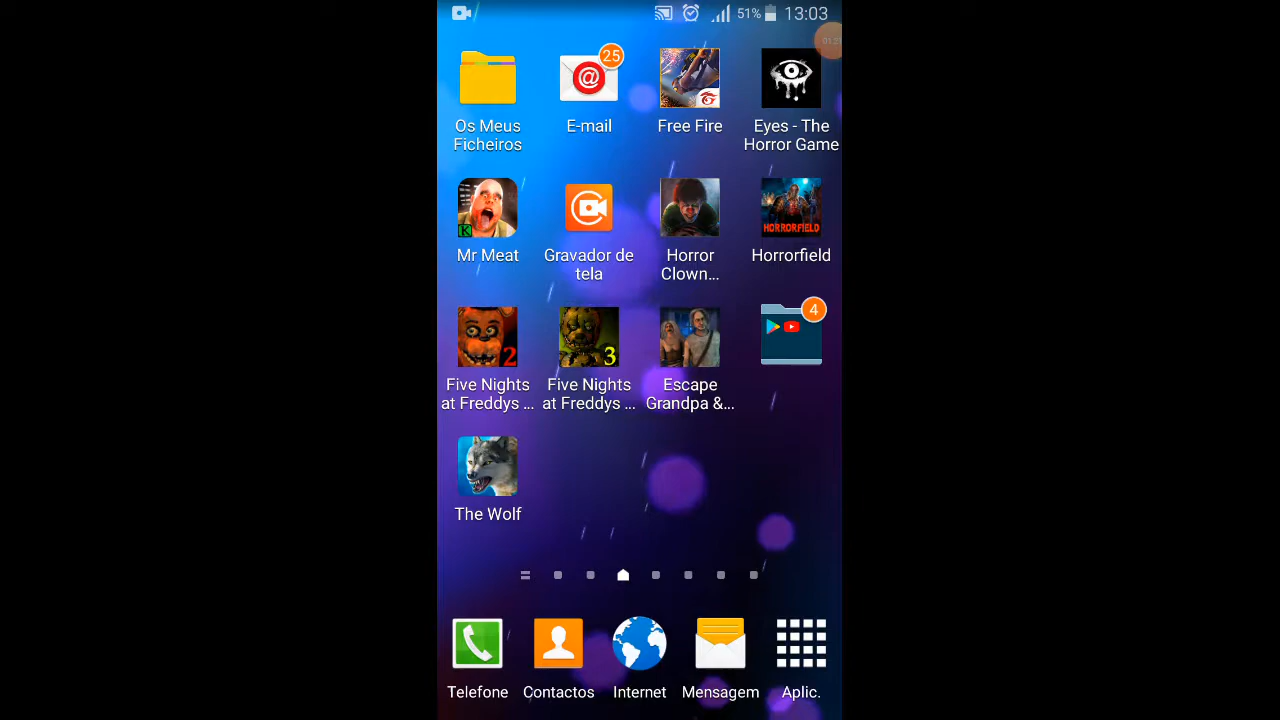 51% 13:03
25
Os Meus
Ficheiros
E-mail
Free Fire
Eyes - The
Horror Game
K
Mr Meat
Gravador de
tela
Horror
Clown...
HORRORFIELD
Horrorfield
2
Five Nights
at Freddys ...
3
Five Nights
at Freddys ...
Escape
Grandpa &...
4
The Wolf
Telefone
Contactos
Internet
Mensagem
Aplic.